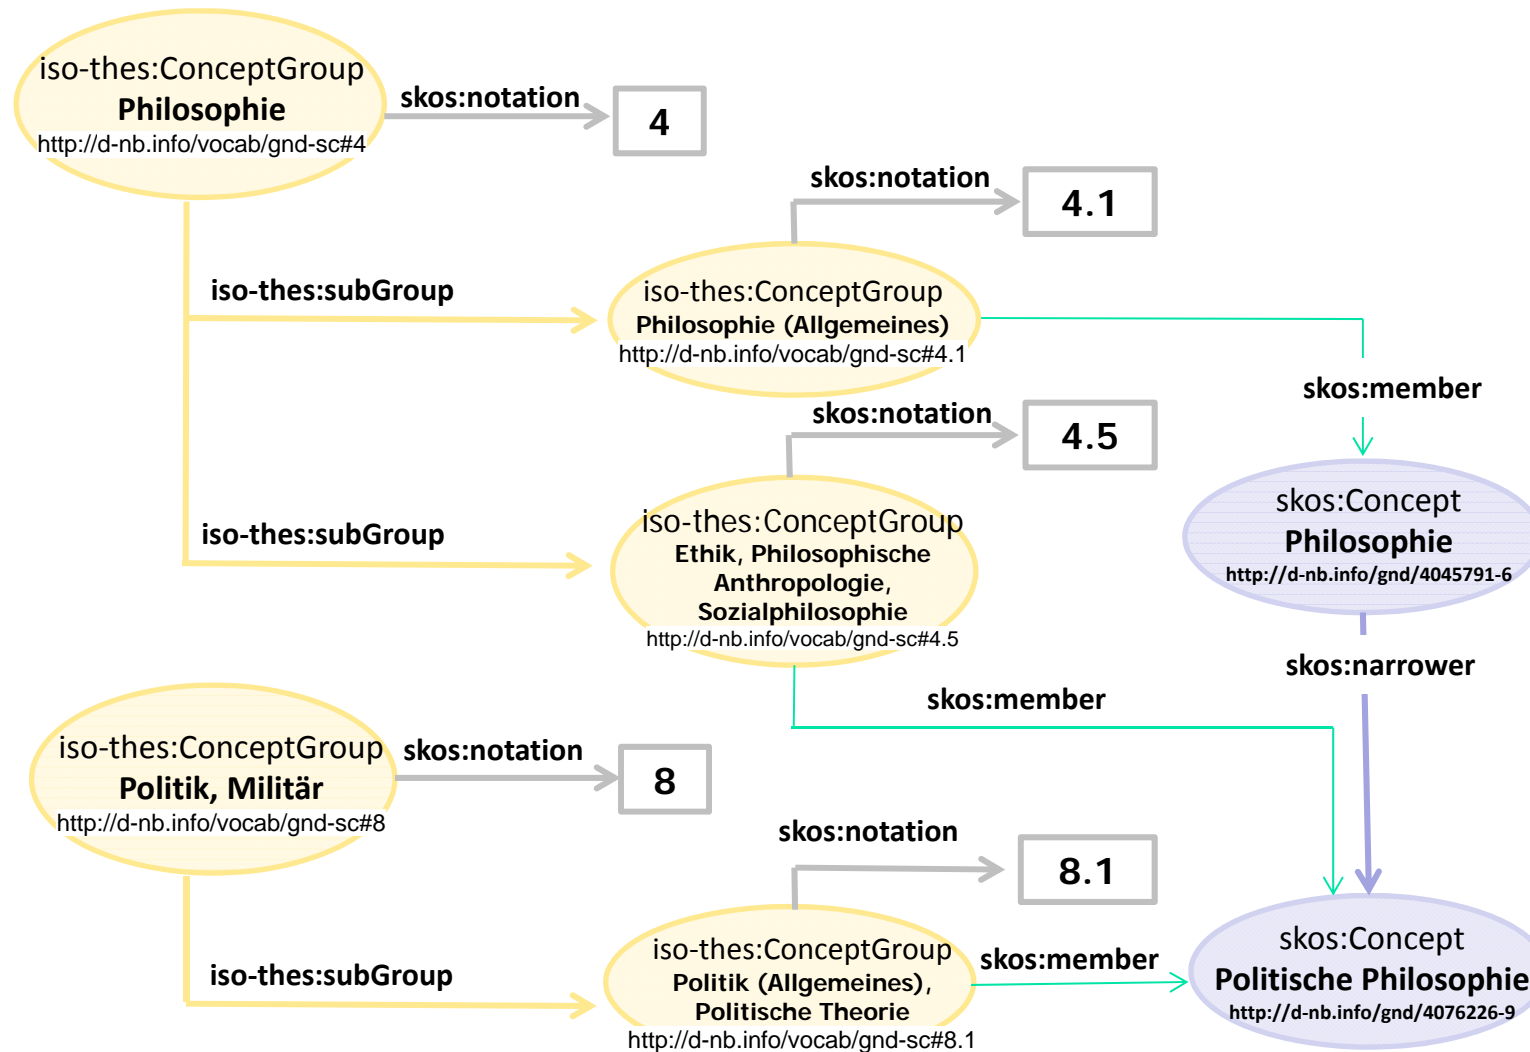 iso-thes:ConceptGroup
Philosophie
http://d-nb.info/vocab/gnd-sc#4
skos:notation
4
skos:notation
4.1
iso-thes:subGroup
iso-thes:ConceptGroup
Philosophie (Allgemeines)
http://d-nb.info/vocab/gnd-sc#4.1
skos:member
skos:notation
4.5
iso-thes:subGroup
iso-thes:ConceptGroup
Ethik, Philosophische
Anthropologie,
Sozialphilosophie
http://d-nb.info/vocab/gnd-sc#4.5
skos:Concept
Philosophie
http://d-nb.info/gnd/4045791-6
skos:narrower
skos:member
iso-thes:ConceptGroup
Politik, Militär
http://d-nb.info/vocab/gnd-sc#8
skos:notation
8
skos:notation
8.1
iso-thes:subGroup
iso-thes:ConceptGroup
Politik (Allgemeines),
Politische Theorie
http://d-nb.info/vocab/gnd-sc#8.1
skos:member
skos:Concept
Politische Philosophie
http://d-nb.info/gnd/4076226-9